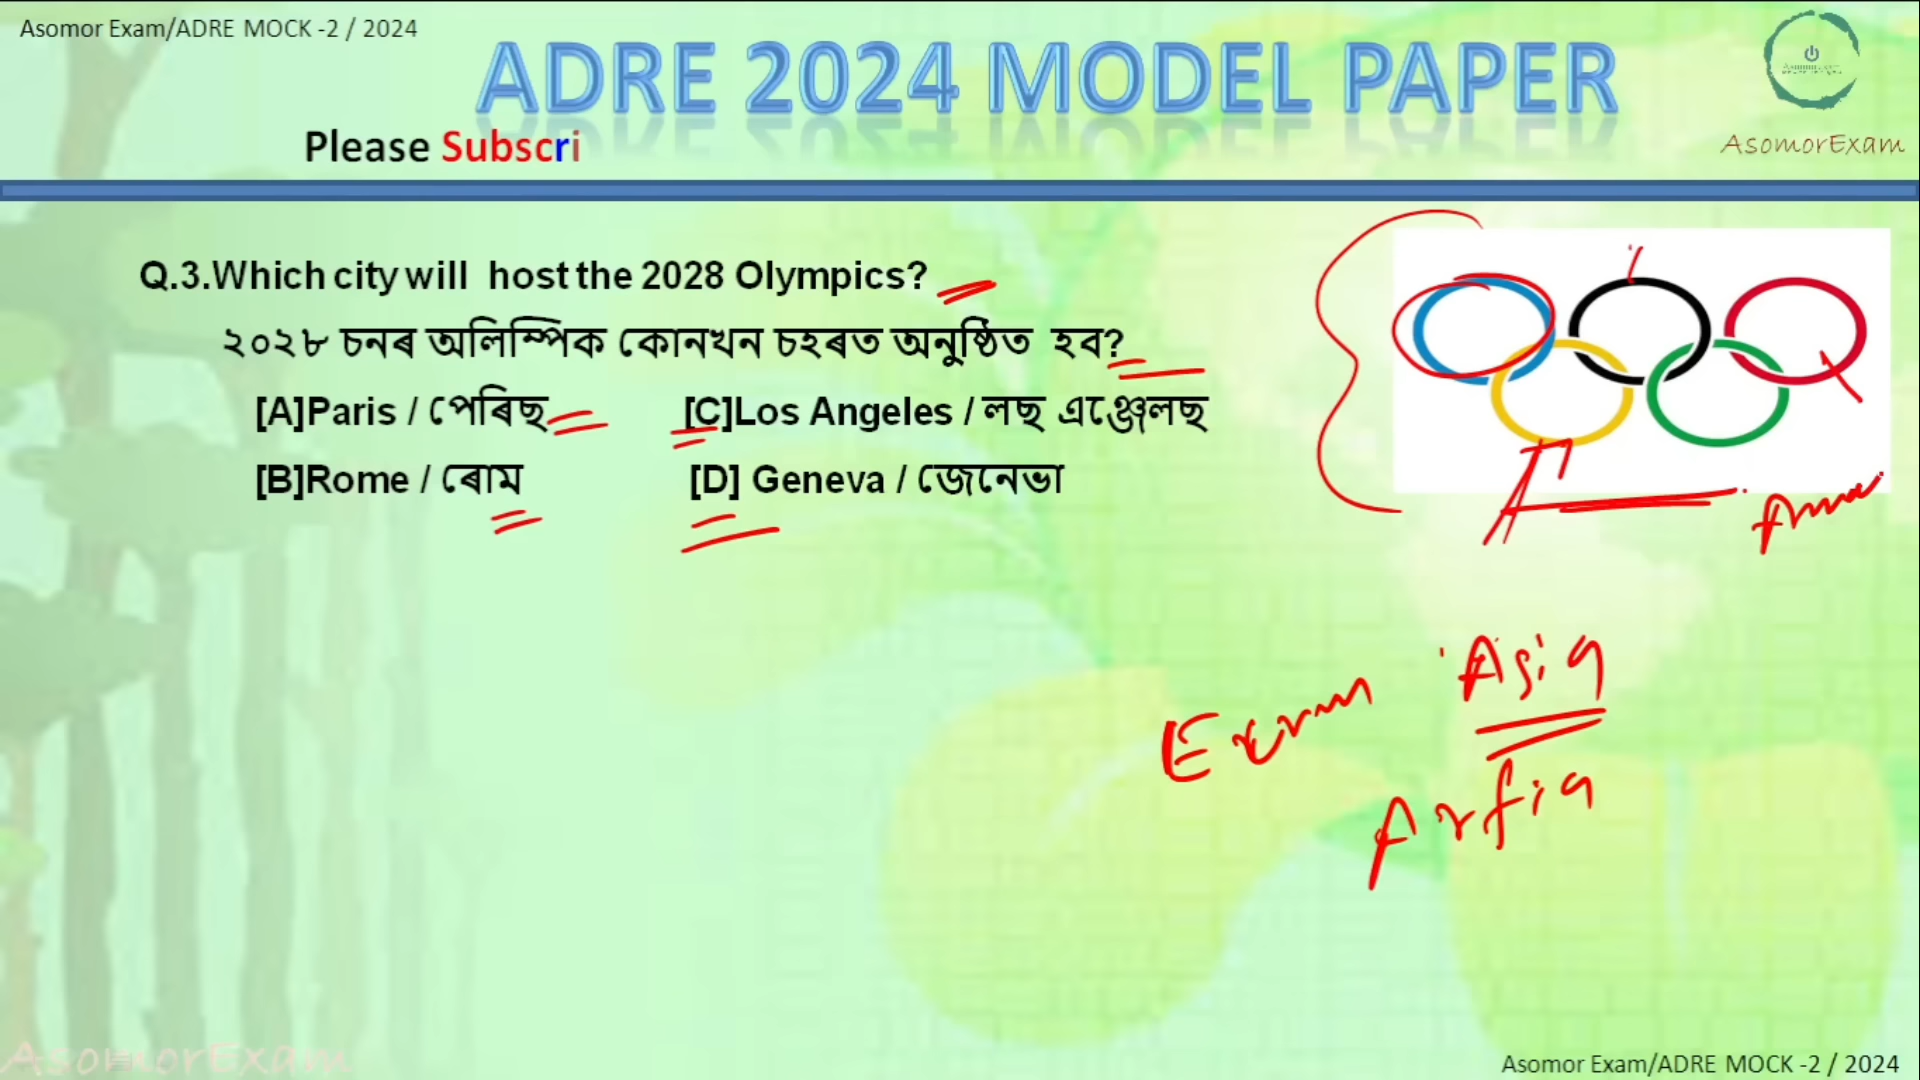 Asomor Exam/ADRE MOCK -2 / 2024
ADRE 2024 MODEL PAPER
Please Subscri
AsomorExam
Q.3.Which city will host the 2028 Olympics?
২০২৮ চনৰ অলিম্পিক কোনখন চহৰত অনুষ্ঠিত হব?
[A]Paris / পেৰিছ [C]Los Angeles / লছ এঞ্জেলছ
[B]Rome / ৰোম [D] Geneva / জেনেভা
Asia
Arfia
AsomorExam
Asomor Exam/ADRE MOCK -2 / 2024